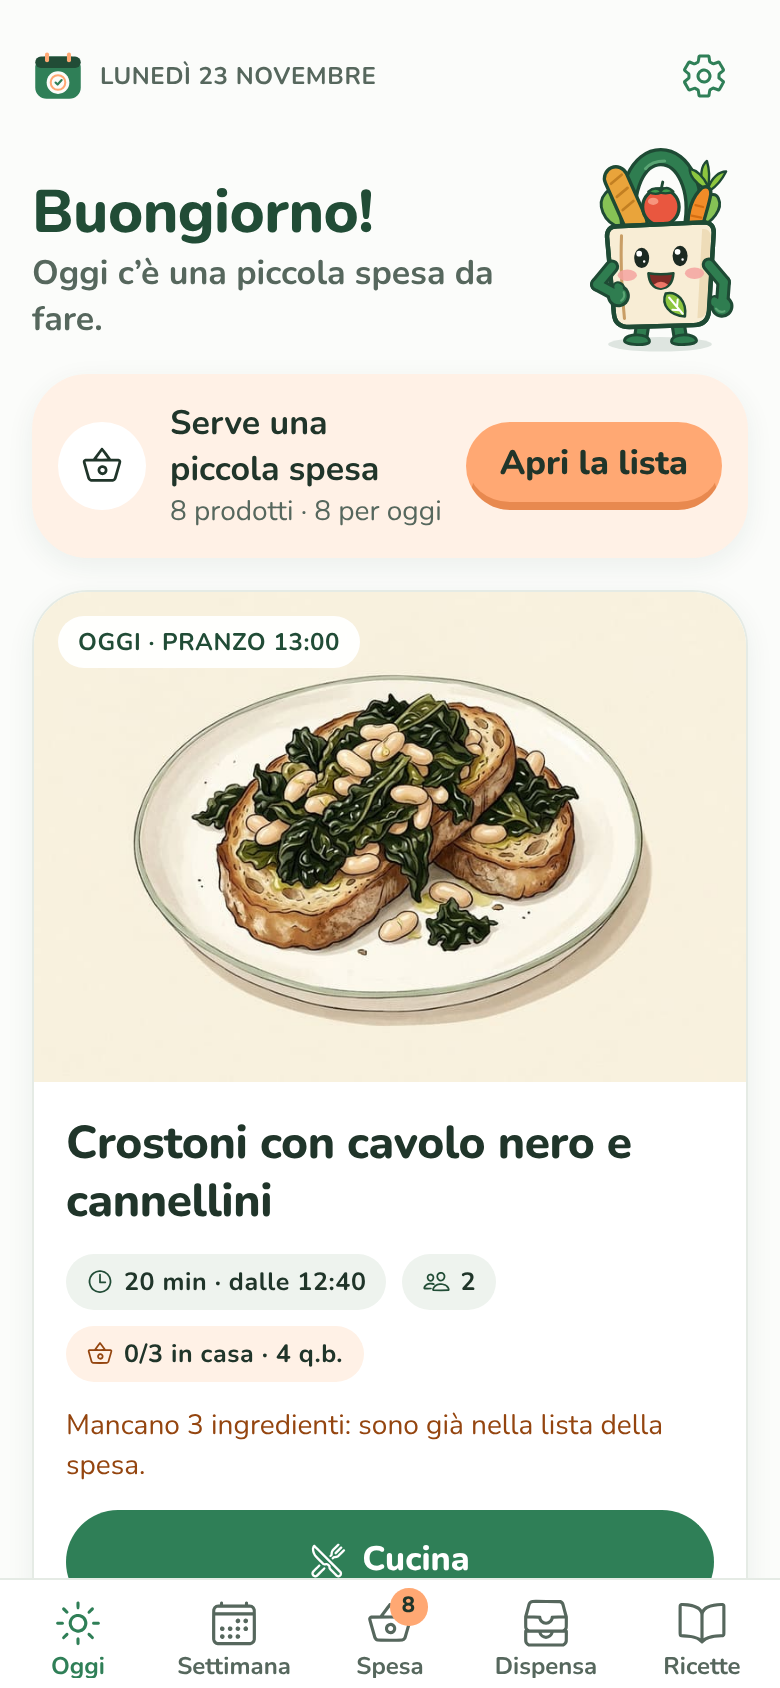 LUNEDÌ 23 NOVEMBRE
Buongiorno!
Oggi c’è una piccola spesa da
fare.
Serve una
piccola spesa
8 prodotti · 8 per oggi
Apri la lista
OGGI · PRANZO 13:00
Crostoni con cavolo nero e
cannellini
20 min · dalle 12:40
2
0/3 in casa · 4 q.b.
Mancano 3 ingredienti: sono già nella lista della
spesa.
Cucina
8
Oggi
Settimana
Spesa
Dispensa
Ricette